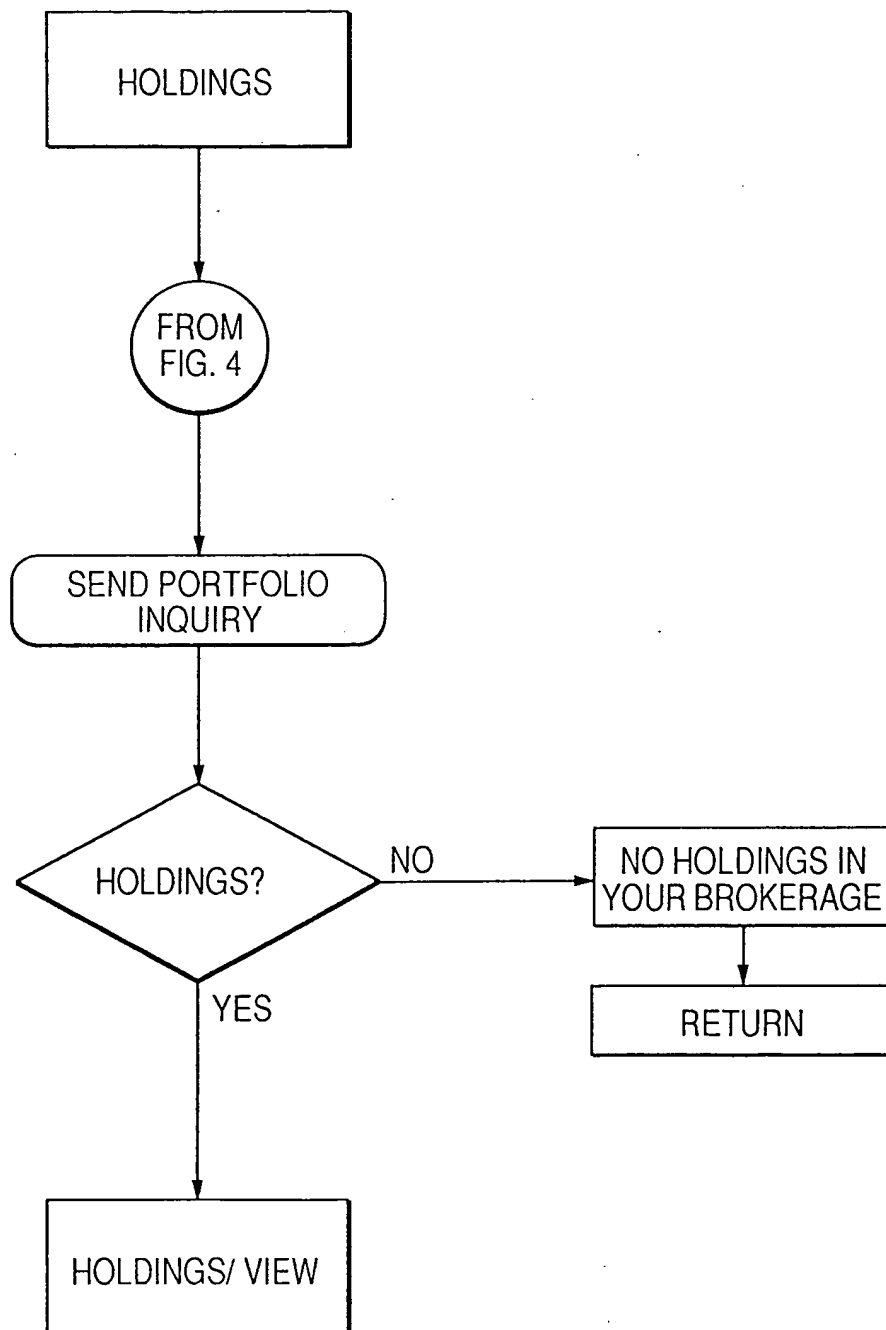 HOLDINGS
FROM
FIG. 4
SEND PORTFOLIO
INQUIRY
HOLDINGS?
NO
NO HOLDINGS IN
YOUR BROKERAGE
RETURN
YES
HOLDINGS/ VIEW